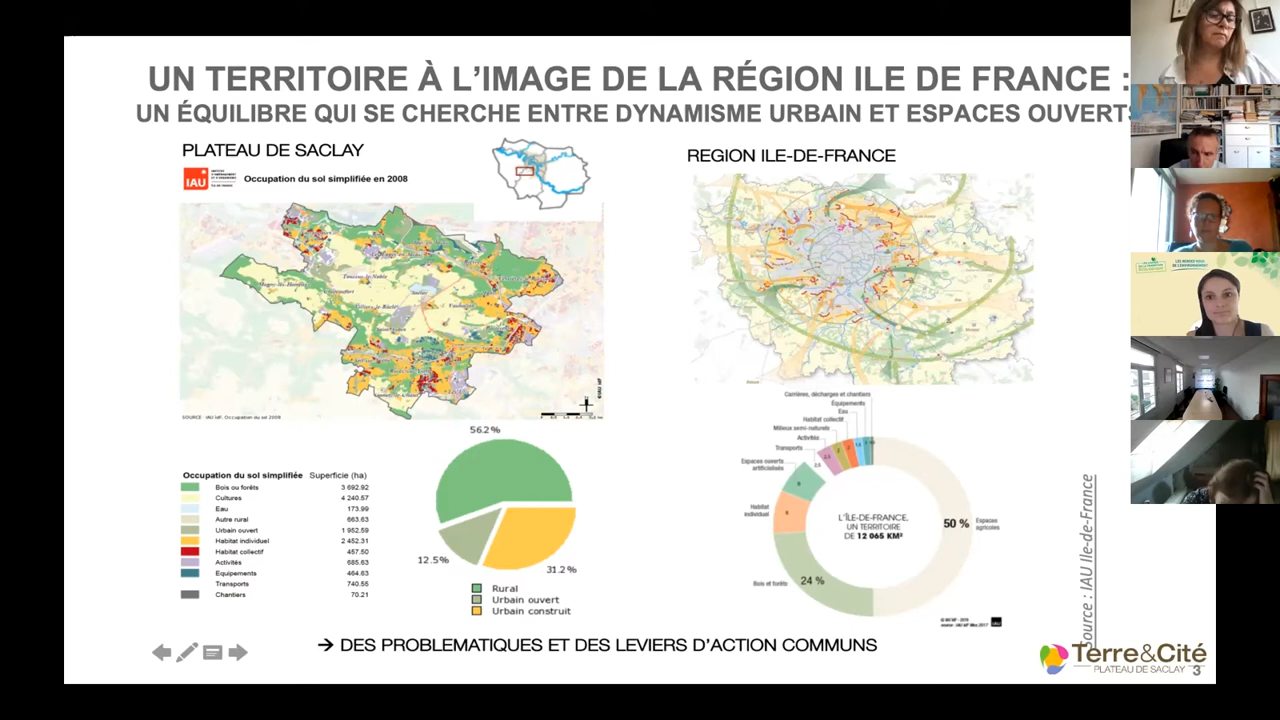 UN TERRITOIRE À L'IMAGE DE LA RÉGION ILE DE FRANCE :
UN ÉQUILIBRE QUI SE CHERCHE ENTRE DYNAMISME URBAIN ET ESPACES OUVERTS
PLATEAU DE SACLAY
IAU
Occupation du sol simplifiée en 2008
REGION ILE-DE-FRANCE
SOURCE : IAU IdF, Occupation du sol 2008
56.2%
12.5%
31.2%
Rural
Urbain ouvert
Urbain construit
Occupation du sol simplifiée Superficie (ha)
Bois ou forêts 3 692.92
Cultures 4 240.57
Eau 173.99
Autre rural 663.63
Urbain ouvert 1 952.59
Habitat individuel 2 452.31
Habitat collectif 457.50
Activités 685.63
Equipements 464.63
Transports 740.55
Chantiers 70.21
Carrières, décharges et chantiers
Équipements
Eau
Habitat collectif
Milieux semi-naturels
Activités
Transports
Espaces ouverts
artificialisés
Habitat
individuel
Bois et forêts
24 %
50 %
Espaces
agricoles
L'ÎLE-DE-FRANCE,
UN TERRITOIRE
DE 12 065 KM²
Source : IAU Ile-de-France
→ DES PROBLEMATIQUES ET DES LEVIERS D'ACTION COMMUNS
Terre&Cité
PLATEAU DE SACLAY
3